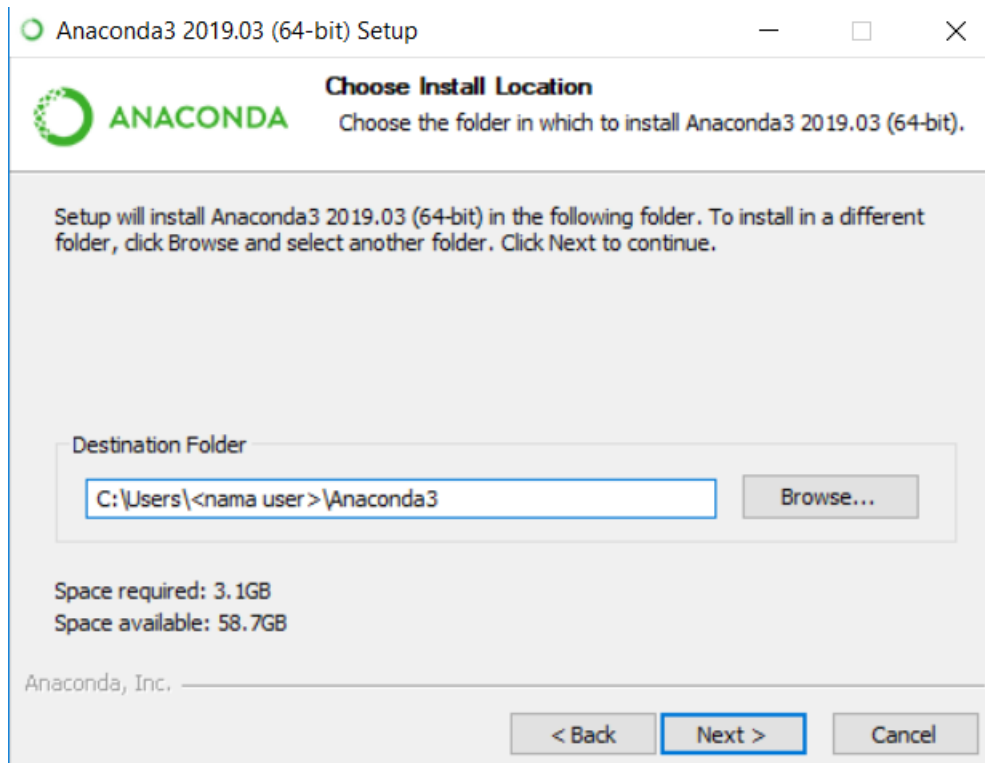 Anaconda3 2019.03 (64-bit) Setup
ANACONDA
Choose Install Location
Choose the folder in which to install Anaconda3 2019.03 (64-bit).
Setup will install Anaconda3 2019.03 (64-bit) in the following folder. To install in a different
folder, click Browse and select another folder. Click Next to continue.
Destination Folder
C:\Users\<nama user>\Anaconda3
Browse...
Space required: 3.1GB
Space available: 58.7GB
Anaconda, Inc.
< Back
Next >
Cancel